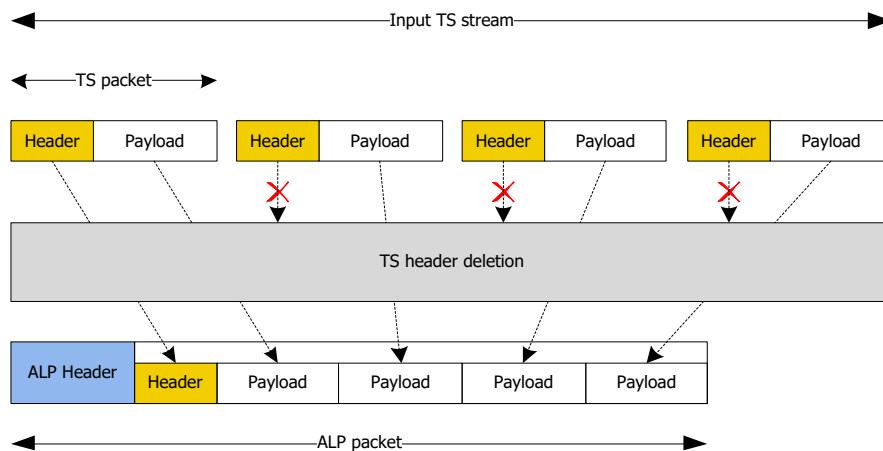 Input TS stream
TS packet
Header Payload Header Payload Header Payload Header Payload
TS header deletion
ALP Header Header Payload Payload Payload Payload
ALP packet